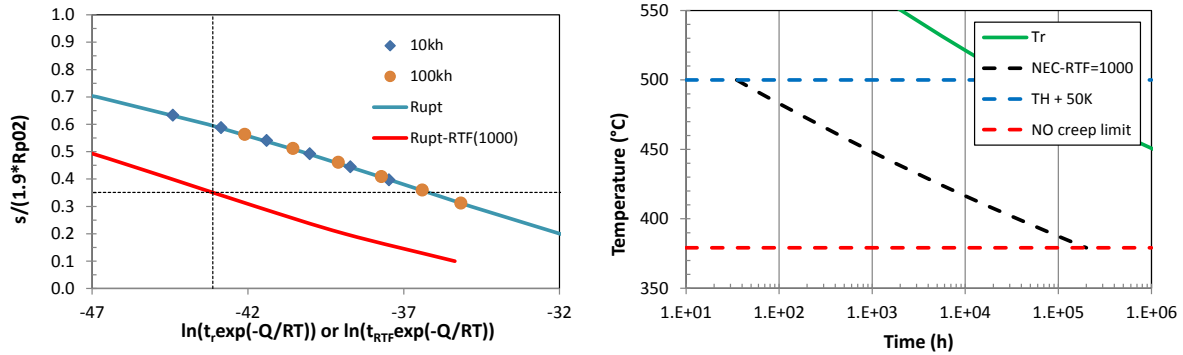 1.0
0.9
0.8
0.7
0.6
0.5
0.4
0.3
0.2
0.1
0.0
s/(1.9*Rp02)
10kh
100kh
Rupt
Rupt-RTF(1000)
-47
-42
-37
-32
ln(trexp(-Q/RT)) or ln(tRTFexp(-Q/RT))
550
500
450
400
350
Temperature (°C)
Tr
NEC-RTF=1000
TH + 50K
NO creep limit
1.E+01
1.E+02
1.E+03
1.E+04
1.E+05
1.E+06
Time (h)